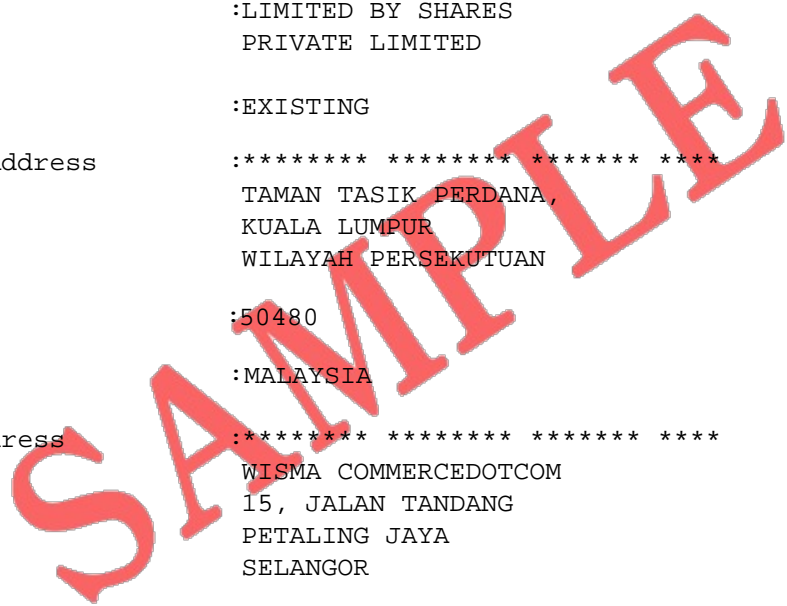 :LIMITED BY SHARES
PRIVATE LIMITED
:EXISTING
address :******** ******** ******* ****
TAMAN TASIK PERDANA,
KUALA LUMPUR
WILAYAH PERSEKUTUAN
:50480
:MALAYSIA
ress :******** ******** ******* ****
WISMA COMMERCEDOTCOM
15, JALAN TANDANG
PETALING JAYA
SELANGOR
SAMPLE